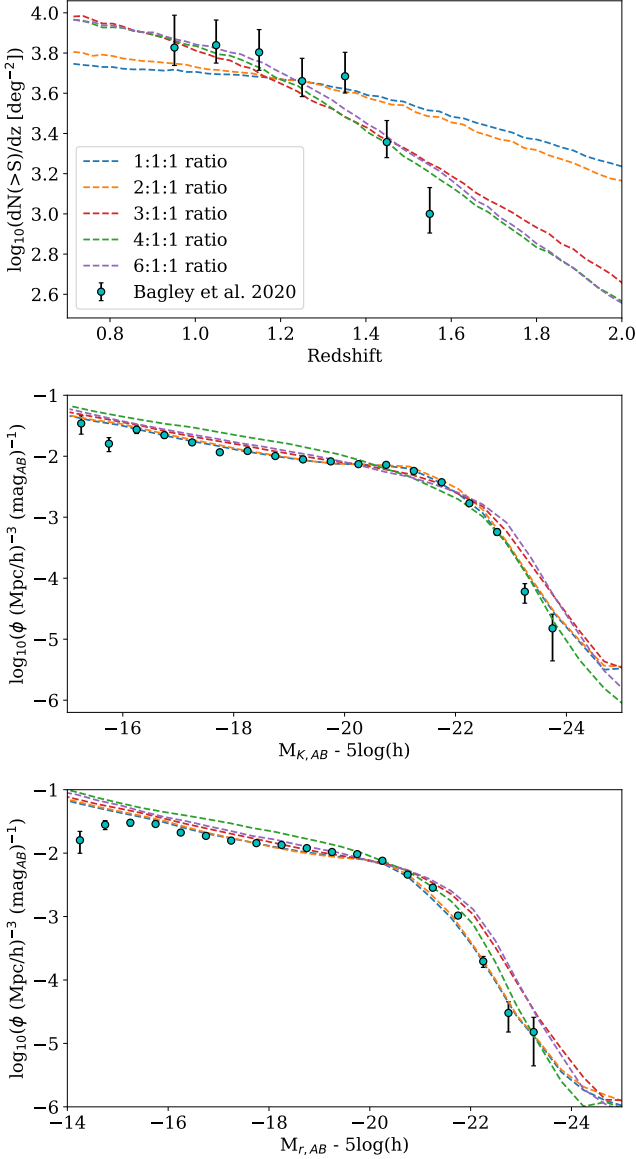 4.0
3.8
3.6
3.4
3.2
3.0
2.8
2.6
log₁₀(dN(>S)/dz [deg⁻²])
1:1:1 ratio
2:1:1 ratio
3:1:1 ratio
4:1:1 ratio
6:1:1 ratio
Bagley et al. 2020
0.8 1.0 1.2 1.4 1.6 1.8 2.0
Redshift
−1
−2
−3
−4
−5
−6
log₁₀(ϕ (Mpc/h)⁻³ (mag_AB)⁻¹)
−16 −18 −20 −22 −24
M_K,AB - 5log(h)
−1
−2
−3
−4
−5
−6
log₁₀(ϕ (Mpc/h)⁻³ (mag_AB)⁻¹)
−14 −16 −18 −20 −22 −24
M_r,AB - 5log(h)